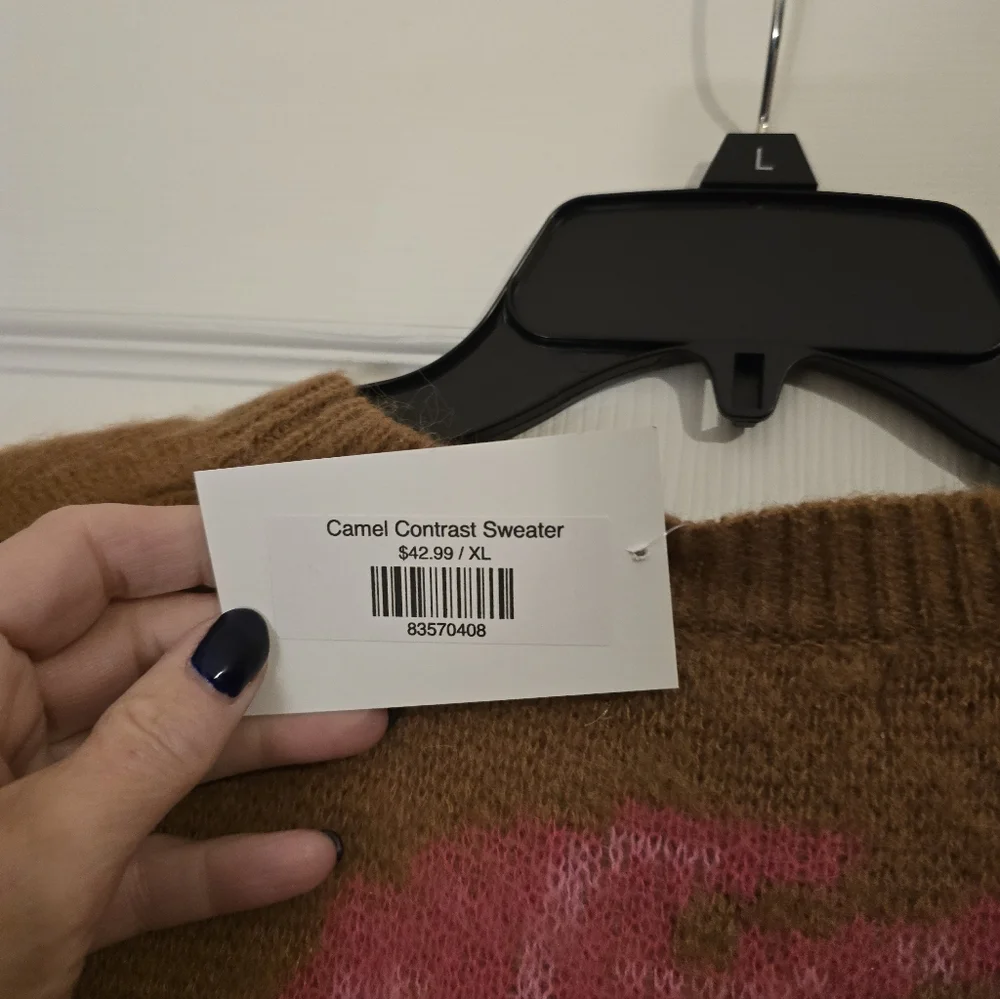 L
Camel Contrast Sweater
$42.99 / XL
83570408